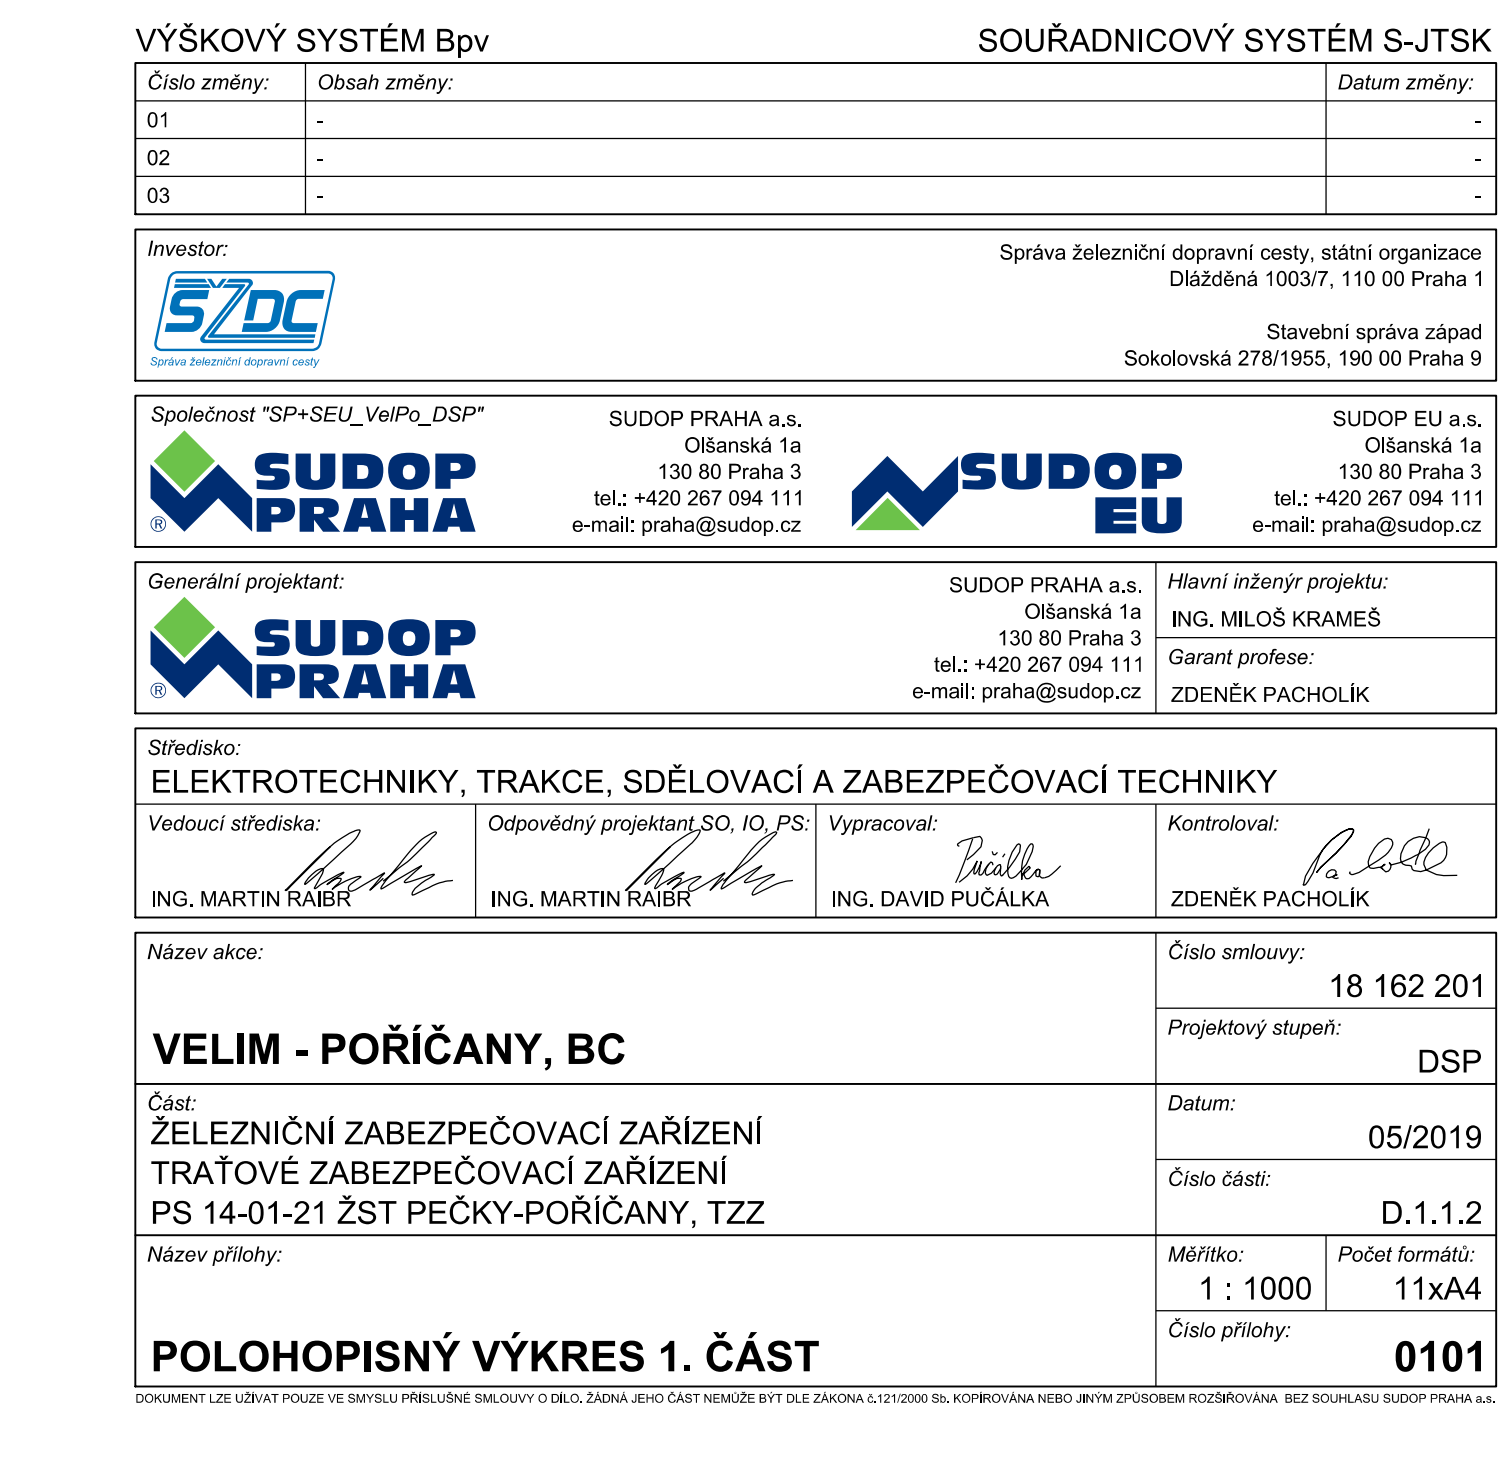 VÝŠKOVÝ SYSTÉM Bpv
SOUŘADNICOVÝ SYSTÉM S-JTSK
Číslo změny: Obsah změny: Datum změny:
01 - -
02 - -
03 - -
Investor:
ŠŽDC
Správa železniční dopravní cesty
Správa železniční dopravní cesty, státní organizace
Dlážděná 1003/7, 110 00 Praha 1
Stavební správa západ
Sokolovská 278/1955, 190 00 Praha 9
Společnost "SP+SEU_VelPo_DSP"
SUDOP
PRAHA
®
SUDOP PRAHA a.s.
Olšanská 1a
130 80 Praha 3
tel.: +420 267 094 111
e-mail: praha@sudop.cz
SUDOP
EU
SUDOP EU a.s.
Olšanská 1a
130 80 Praha 3
tel.: +420 267 094 111
e-mail: praha@sudop.cz
Generální projektant:
SUDOP
PRAHA
®
SUDOP PRAHA a.s.
Olšanská 1a
130 80 Praha 3
tel.: +420 267 094 111
e-mail: praha@sudop.cz
Hlavní inženýr projektu:
ING. MILOŠ KRAMEŠ
Garant profese:
ZDENĚK PACHOLÍK
Středisko:
ELEKTROTECHNIKY, TRAKCE, SDĚLOVACÍ A ZABEZPEČOVACÍ TECHNIKY
Vedoucí střediska:
ING. MARTIN RAIBR
Odpovědný projektant SO, IO, PS:
ING. MARTIN RAIBR
Vypracoval:
Pučálka
ING. DAVID PUČÁLKA
Kontroloval:
ZDENĚK PACHOLÍK
Název akce:
VELIM - POŘÍČANY, BC
Číslo smlouvy:
18 162 201
Projektový stupeň:
DSP
Část:
ŽELEZNIČNÍ ZABEZPEČOVACÍ ZAŘÍZENÍ
TRAŤOVÉ ZABEZPEČOVACÍ ZAŘÍZENÍ
PS 14-01-21 ŽST PEČKY-POŘÍČANY, TZZ
Datum:
05/2019
Číslo části:
D.1.1.2
Název přílohy:
POLOHOPISNÝ VÝKRES 1. ČÁST
Měřítko:
1 : 1000
Počet formátů:
11xA4
Číslo přílohy:
0101
DOKUMENT LZE UŽÍVAT POUZE VE SMYSLU PŘÍSLUŠNÉ SMLOUVY O DÍLO. ŽÁDNÁ JEHO ČÁST NEMŮŽE BÝT DLE ZÁKONA č.121/2000 Sb. KOPÍROVÁNA NEBO JINÝM ZPŮSOBEM ROZŠIŘOVÁNA BEZ SOUHLASU SUDOP PRAHA a.s.